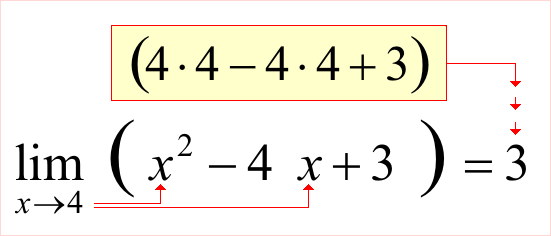 (4 · 4 − 4 · 4 + 3)
lim ( x² − 4 x + 3 ) = 3
x→4